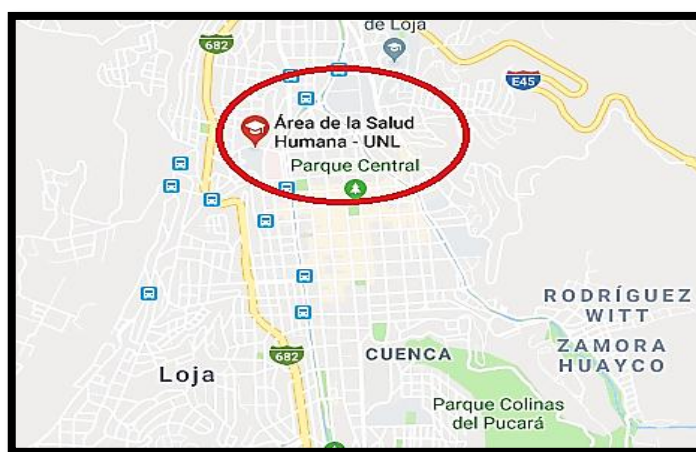 de Loja
682
E45
Área de la Salud
Humana - UNL
Parque Central
RODRÍGUEZ
WITT
ZAMORA
HUAYCO
682
CUENCA
Loja
Parque Colinas
del Pucará